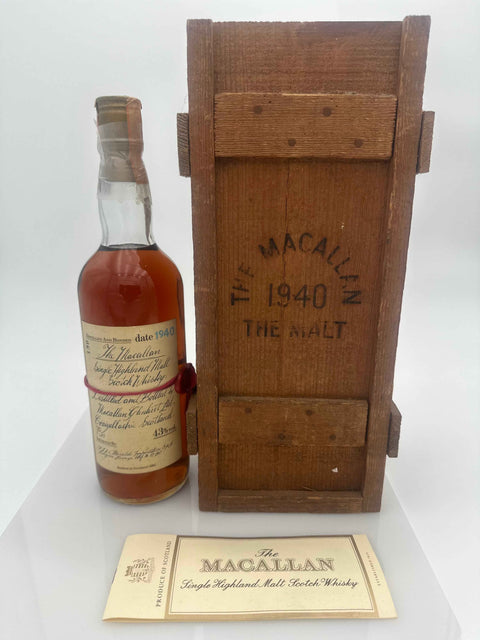 THE MACALLAN
1940
THE MALT
date 1940
The Macallan
Single Highland Malt
Scotch Whisky
Distilled and Bottled by
Macallan Glenlivet
Craigellachie Scotland
43%
PRODUCE OF SCOTLAND
The
MACALLAN
Single Highland Malt Scotch Whisky